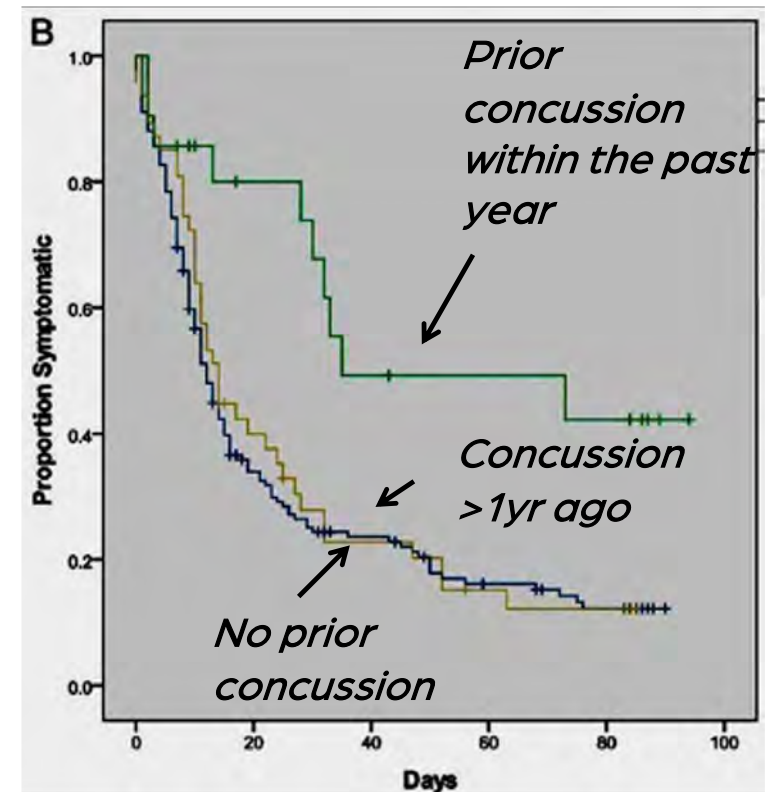 B
Prior
concussion
within the past
year
1.0
0.8
0.6
0.4
0.2
0.0
Proportion Symptomatic
Concussion
>1yr ago
No prior
concussion
0 20 40 60 80 100
Days